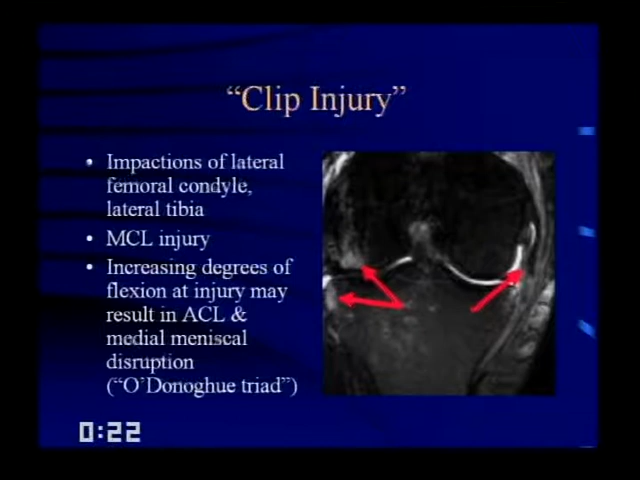 “Clip Injury”
• Impactions of lateral
femoral condyle,
lateral tibia
• MCL injury
• Increasing degrees of
flexion at injury may
result in ACL &
medial meniscal
disruption
(“O’Donoghue triad”)
0:22